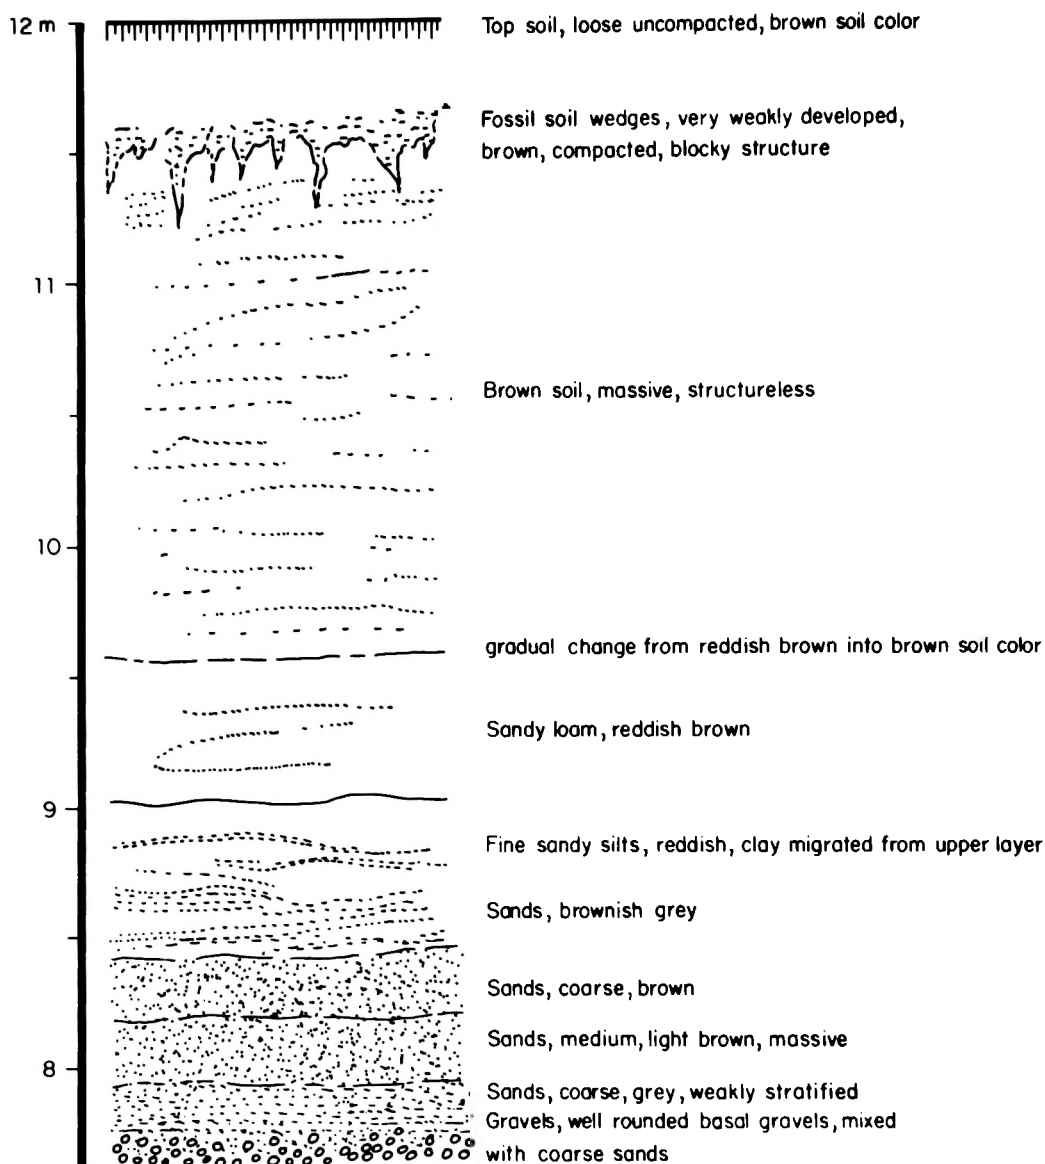 12 m
Top soil, loose uncompacted, brown soil color
Fossil soil wedges, very weakly developed,
brown, compacted, blocky structure
11
Brown soil, massive, structureless
10
gradual change from reddish brown into brown soil color
Sandy loam, reddish brown
9
Fine sandy silts, reddish, clay migrated from upper layer
Sands, brownish grey
Sands, coarse, brown
Sands, medium, light brown, massive
8
Sands, coarse, grey, weakly stratified
Gravels, well rounded basal gravels, mixed
with coarse sands